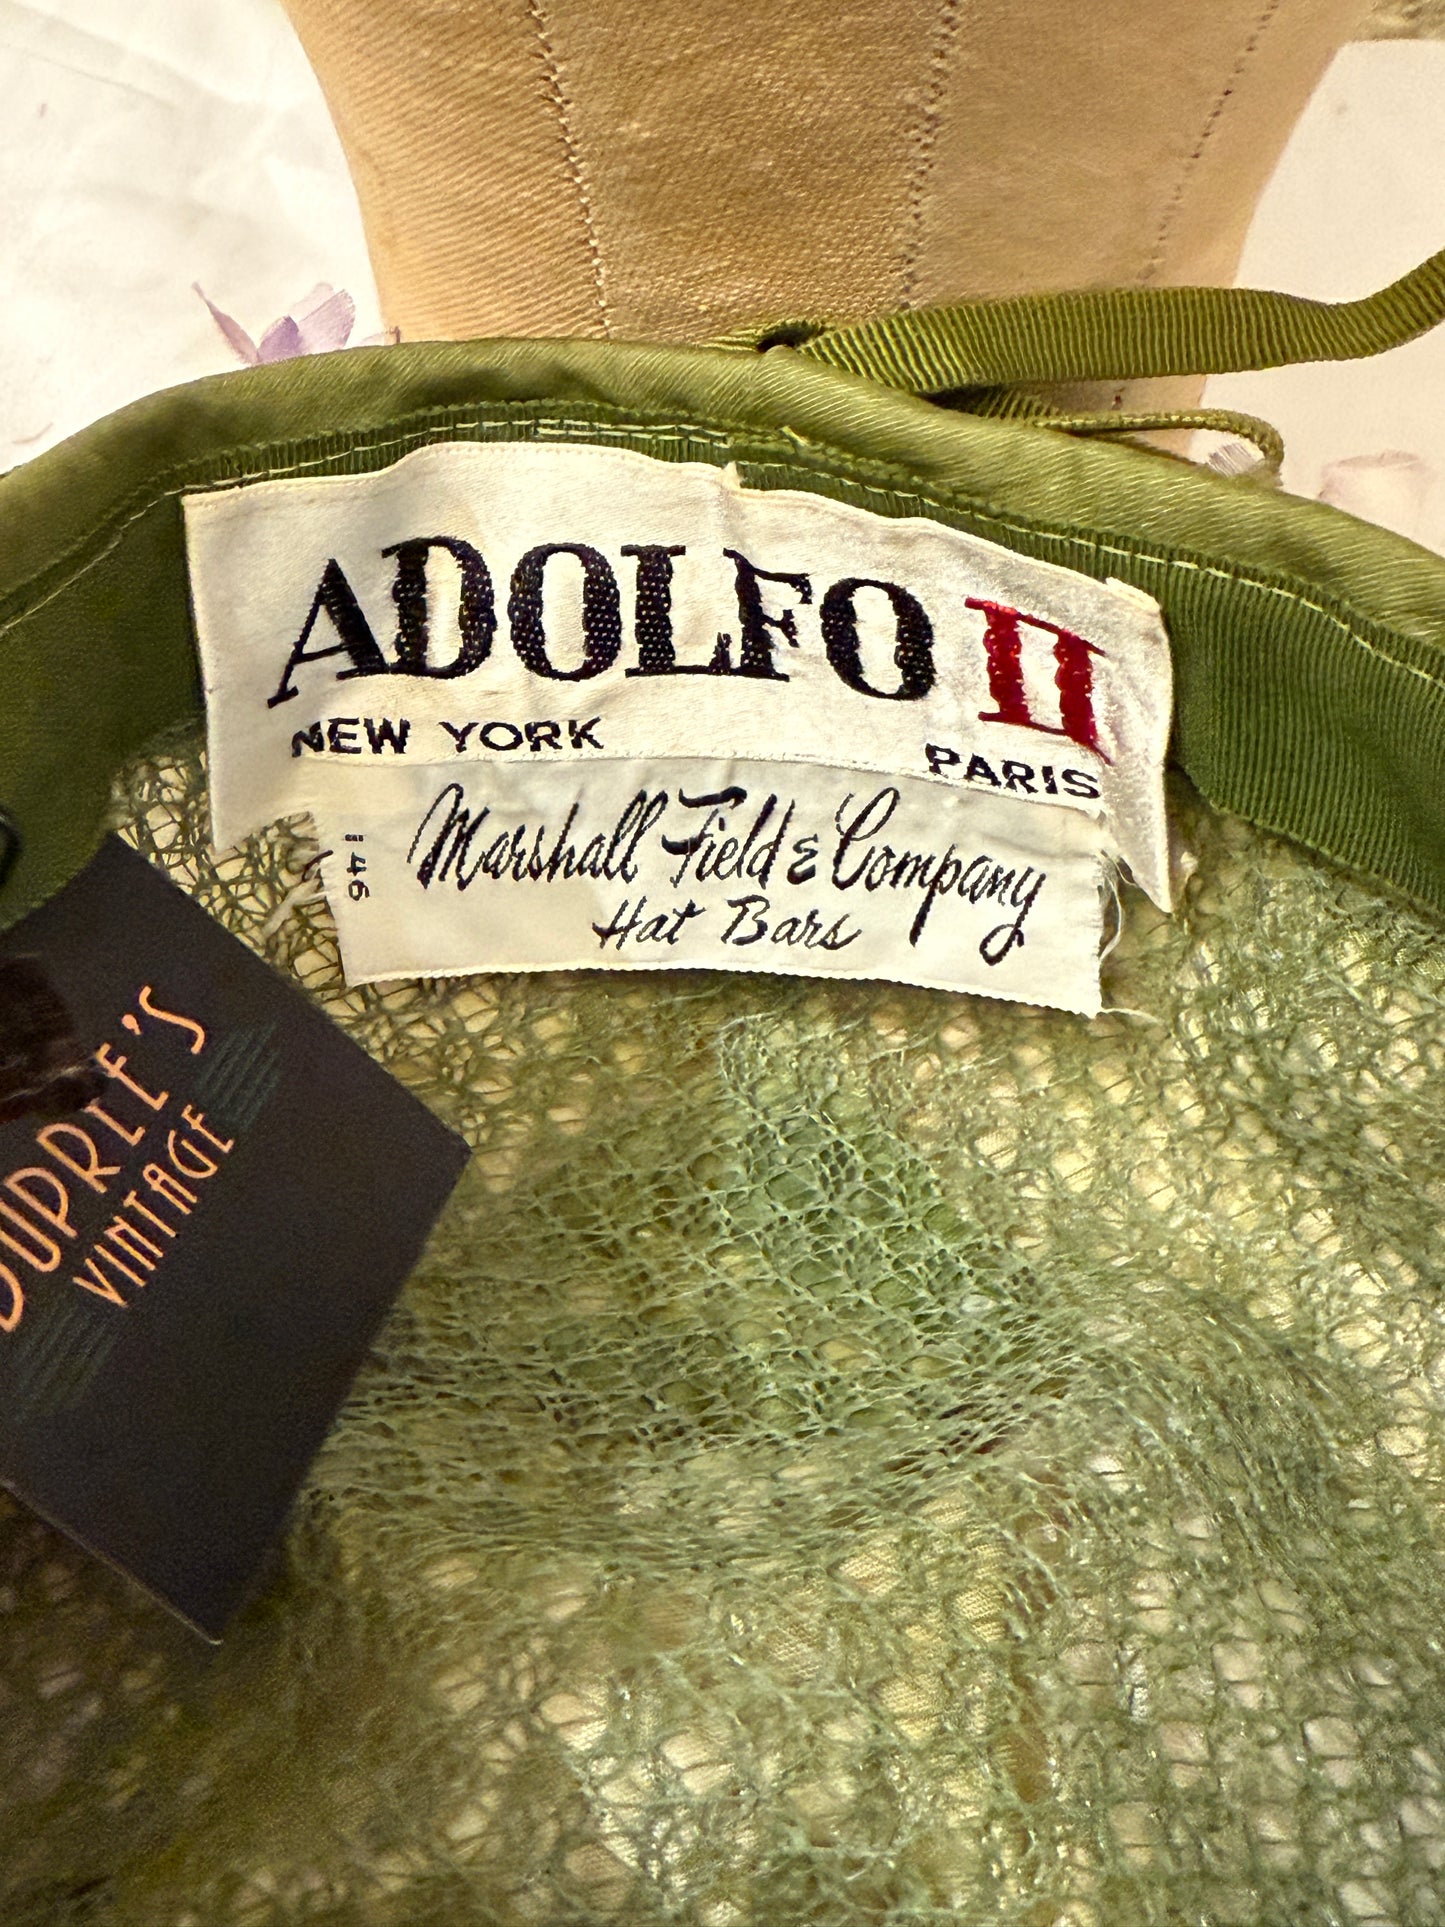 ADOLFO II
NEW YORK PARIS
146
Marshall Field & Company
Hat Bars
VINTAGE